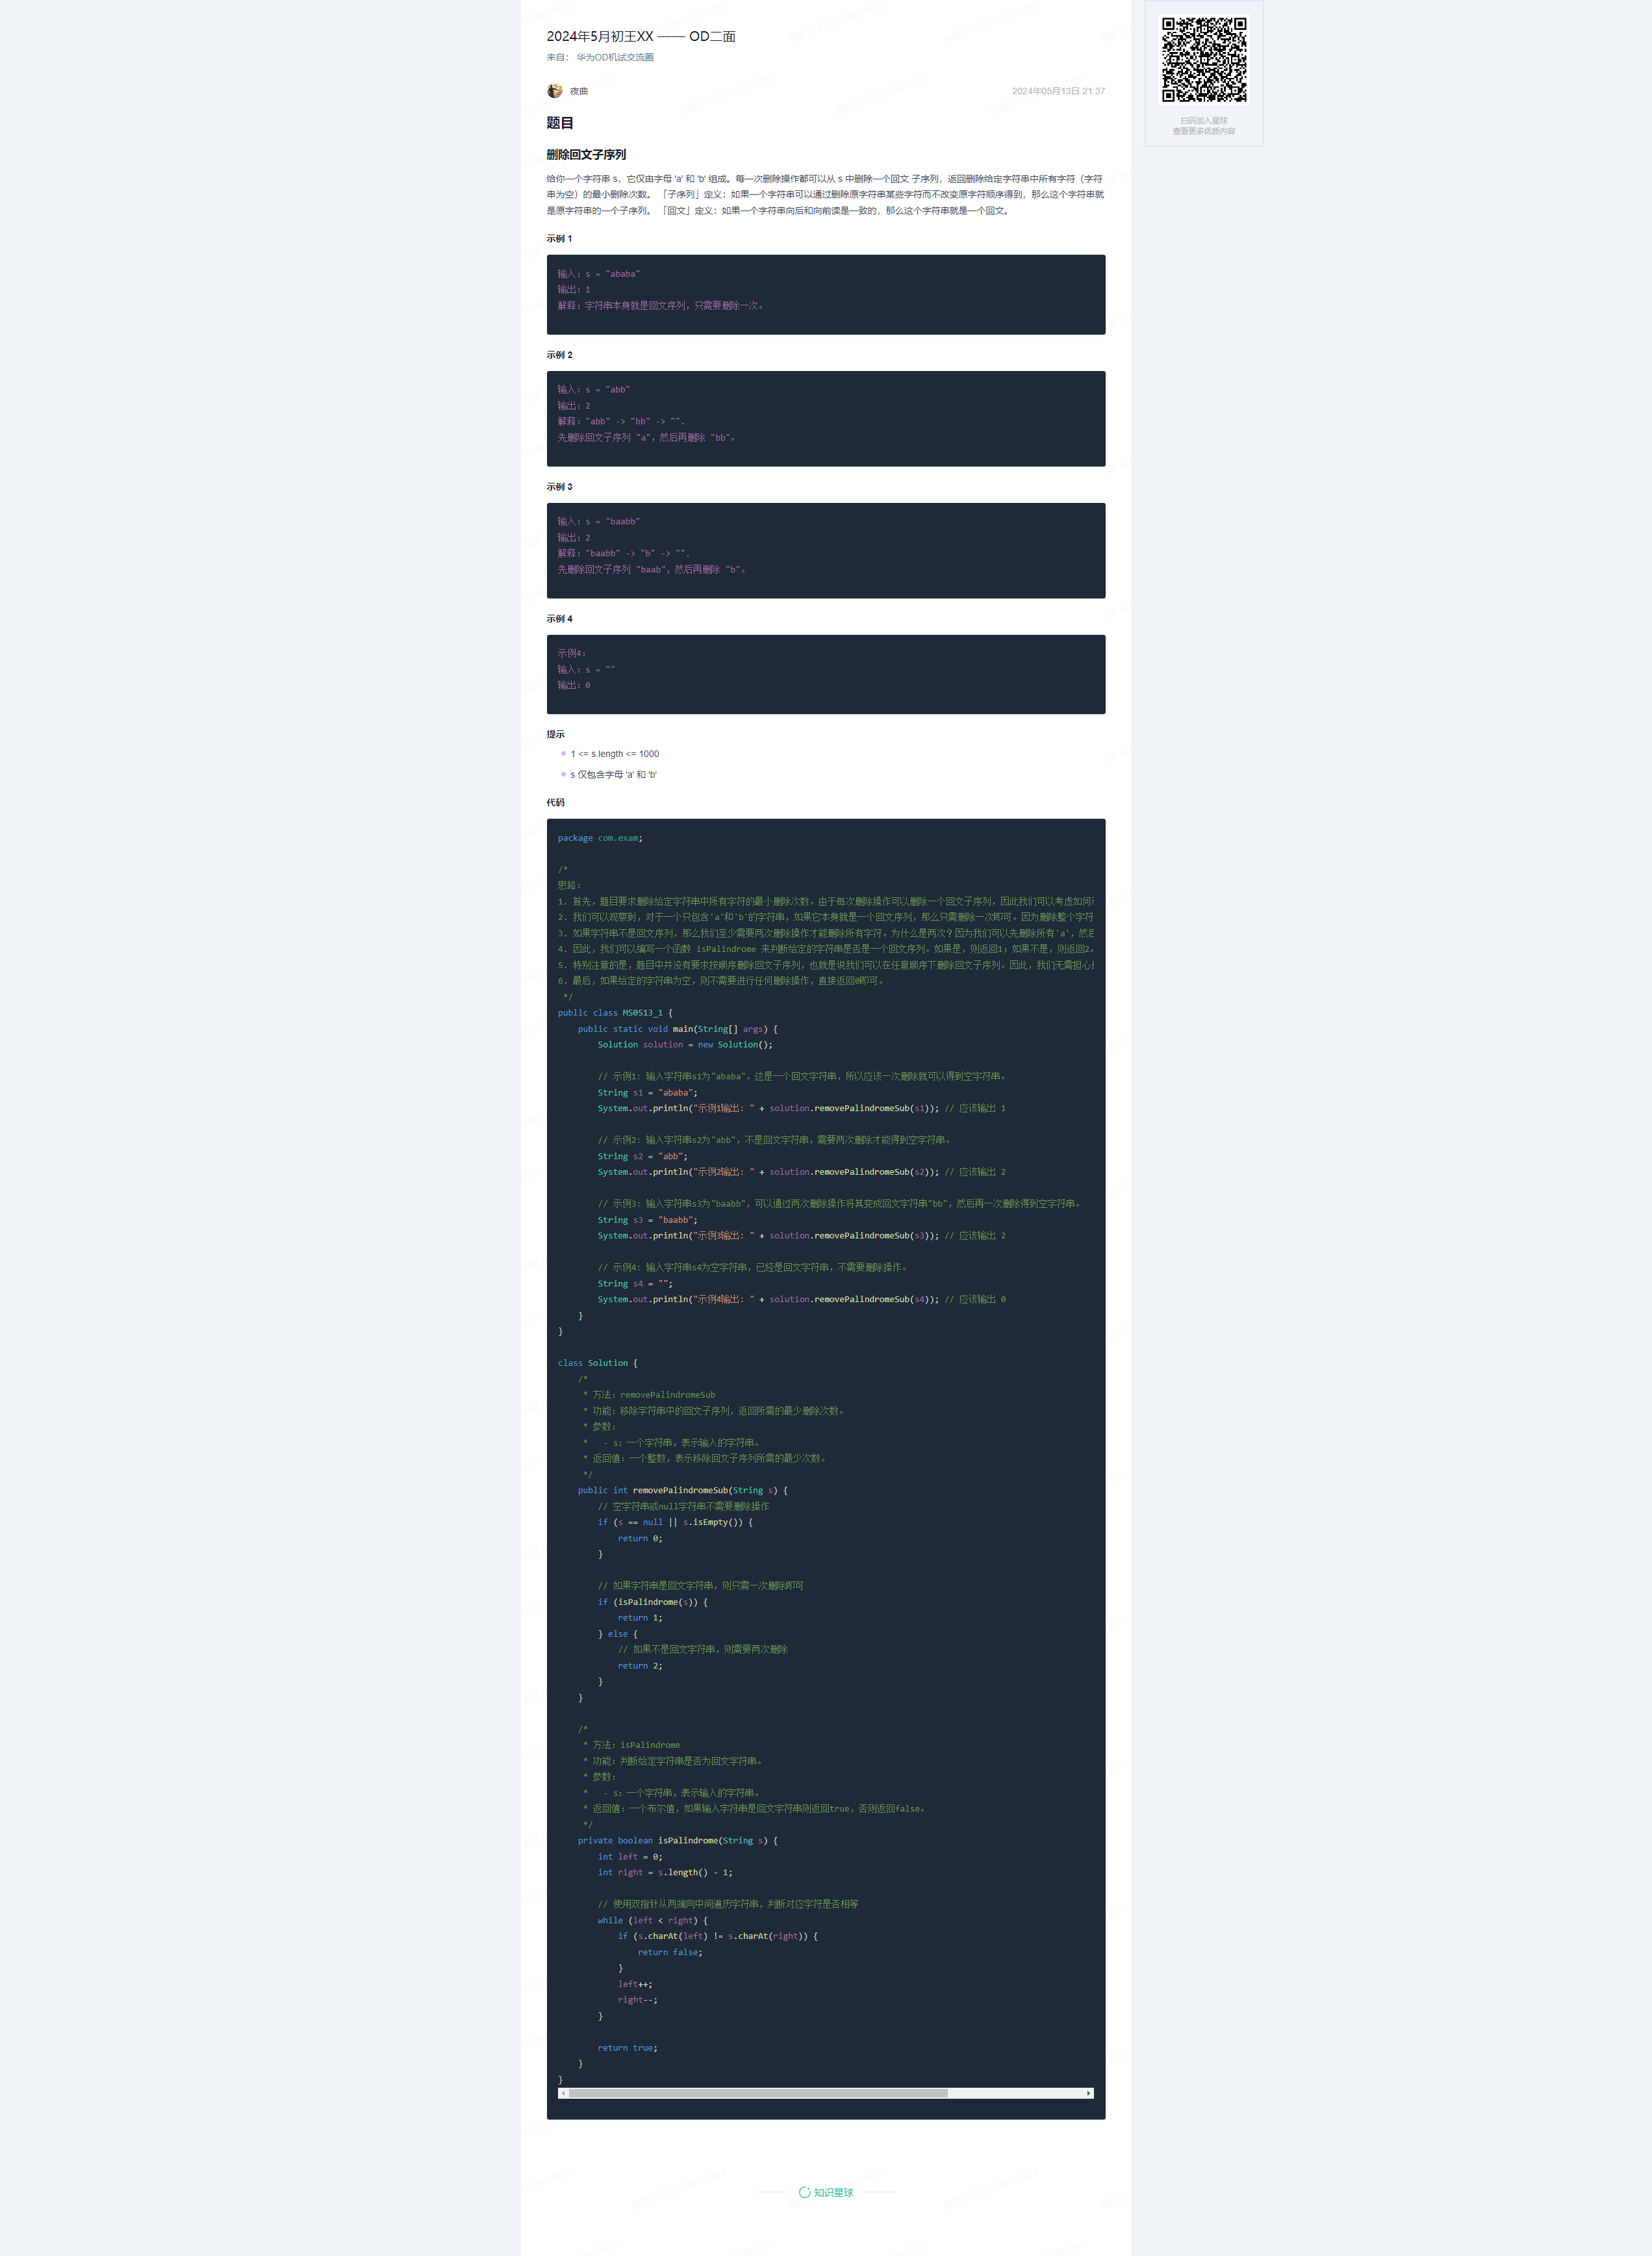 2024年5月初王XX —— OD二面
来自： 华为OD机试交流圈
夜曲
2024年05月13日 21:37
扫码加入星球
查看更多优质内容
题目
删除回文子序列
给你一个字符串 s，它仅由字母 'a' 和 'b' 组成。每一次删除操作都可以从 s 中删除一个回文 子序列，返回删除给定字符串中所有字符（字符
串为空）的最小删除次数。 「子序列」定义：如果一个字符串可以通过删除原字符串某些字符而不改变原字符顺序得到，那么这个字符串就
是原字符串的一个子序列。 「回文」定义：如果一个字符串向后和向前读是一致的，那么这个字符串就是一个回文。
示例 1
输入：s = "ababa"
输出：1
解释：字符串本身就是回文序列，只需要删除一次。
示例 2
输入：s = "abb"
输出：2
解释："abb" -> "bb" -> "".
先删除回文子序列 "a"，然后再删除 "bb"。
示例 3
输入：s = "baabb"
输出：2
解释："baabb" -> "b" -> "".
先删除回文子序列 "baab"，然后再删除 "b"。
示例 4
示例4：
输入：s = ""
输出：0
提示
1 <= s.length <= 1000
s 仅包含字母 'a' 和 'b'
代码
package com.exam;
/*
思路：
1. 首先，题目要求删除给定字符串中所有字符的最小删除次数。由于每次删除操作可以删除一个回文子序列，因此我们可以考虑如何
2. 我们可以观察到，对于一个只包含'a'和'b'的字符串，如果它本身就是一个回文序列，那么只需删除一次即可。因为删除整个字符
3. 如果字符串不是回文序列，那么我们至少需要两次删除操作才能删除所有字符。为什么是两次？因为我们可以先删除所有'a'，然后
4. 因此，我们可以编写一个函数 isPalindrome 来判断给定的字符串是否是一个回文序列。如果是，则返回1；如果不是，则返回2。
5. 特别注意的是，题目中并没有要求按顺序删除回文子序列，也就是说我们可以在任意顺序下删除回文子序列。因此，我们无需担心
6. 最后，如果给定的字符串为空，则不需要进行任何删除操作，直接返回0即可。
*/
public class MS0513_1 {
    public static void main(String[] args) {
        Solution solution = new Solution();
        // 示例1: 输入字符串s1为"ababa"，这是一个回文字符串，所以应该一次删除就可以得到空字符串。
        String s1 = "ababa";
        System.out.println("示例1输出: " + solution.removePalindromeSub(s1)); // 应该输出 1
        // 示例2: 输入字符串s2为"abb"，不是回文字符串，需要两次删除才能得到空字符串。
        String s2 = "abb";
        System.out.println("示例2输出: " + solution.removePalindromeSub(s2)); // 应该输出 2
        // 示例3: 输入字符串s3为"baabb"，可以通过两次删除操作将其变成回文字符串"bb"，然后再一次删除得到空字符串。
        String s3 = "baabb";
        System.out.println("示例3输出: " + solution.removePalindromeSub(s3)); // 应该输出 2
        // 示例4: 输入字符串s4为空字符串，已经是回文字符串，不需要删除操作。
        String s4 = "";
        System.out.println("示例4输出: " + solution.removePalindromeSub(s4)); // 应该输出 0
    }
}
class Solution {
    /*
     * 方法：removePalindromeSub
     * 功能：移除字符串中的回文子序列，返回所需的最少删除次数。
     * 参数：
     *   - s: 一个字符串，表示输入的字符串。
     * 返回值：一个整数，表示移除回文子序列所需的最少次数。
     */
    public int removePalindromeSub(String s) {
        // 空字符串或null字符串不需要删除操作
        if (s == null || s.isEmpty()) {
            return 0;
        }
        // 如果字符串是回文字符串，则只需一次删除即可
        if (isPalindrome(s)) {
            return 1;
        } else {
            // 如果不是回文字符串，则需要两次删除
            return 2;
        }
    }
    /*
     * 方法：isPalindrome
     * 功能：判断给定字符串是否为回文字符串。
     * 参数：
     *   - s: 一个字符串，表示输入的字符串。
     * 返回值：一个布尔值，如果输入字符串是回文字符串则返回true，否则返回false。
     */
    private boolean isPalindrome(String s) {
        int left = 0;
        int right = s.length() - 1;
        // 使用双指针从两端向中间遍历字符串，判断对应字符是否相等
        while (left < right) {
            if (s.charAt(left) != s.charAt(right)) {
                return false;
            }
            left++;
            right--;
        }
        return true;
    }
}
知识星球